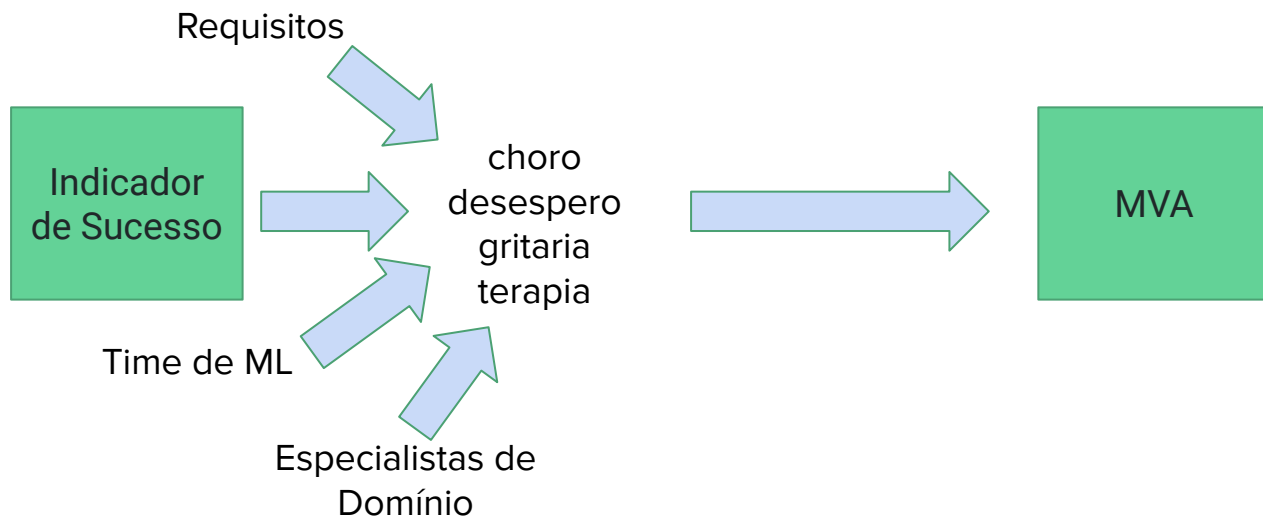 Requisitos
Indicador
de Sucesso
choro
desespero
gritaria
terapia
MVA
Time de ML
Especialistas de
Domínio